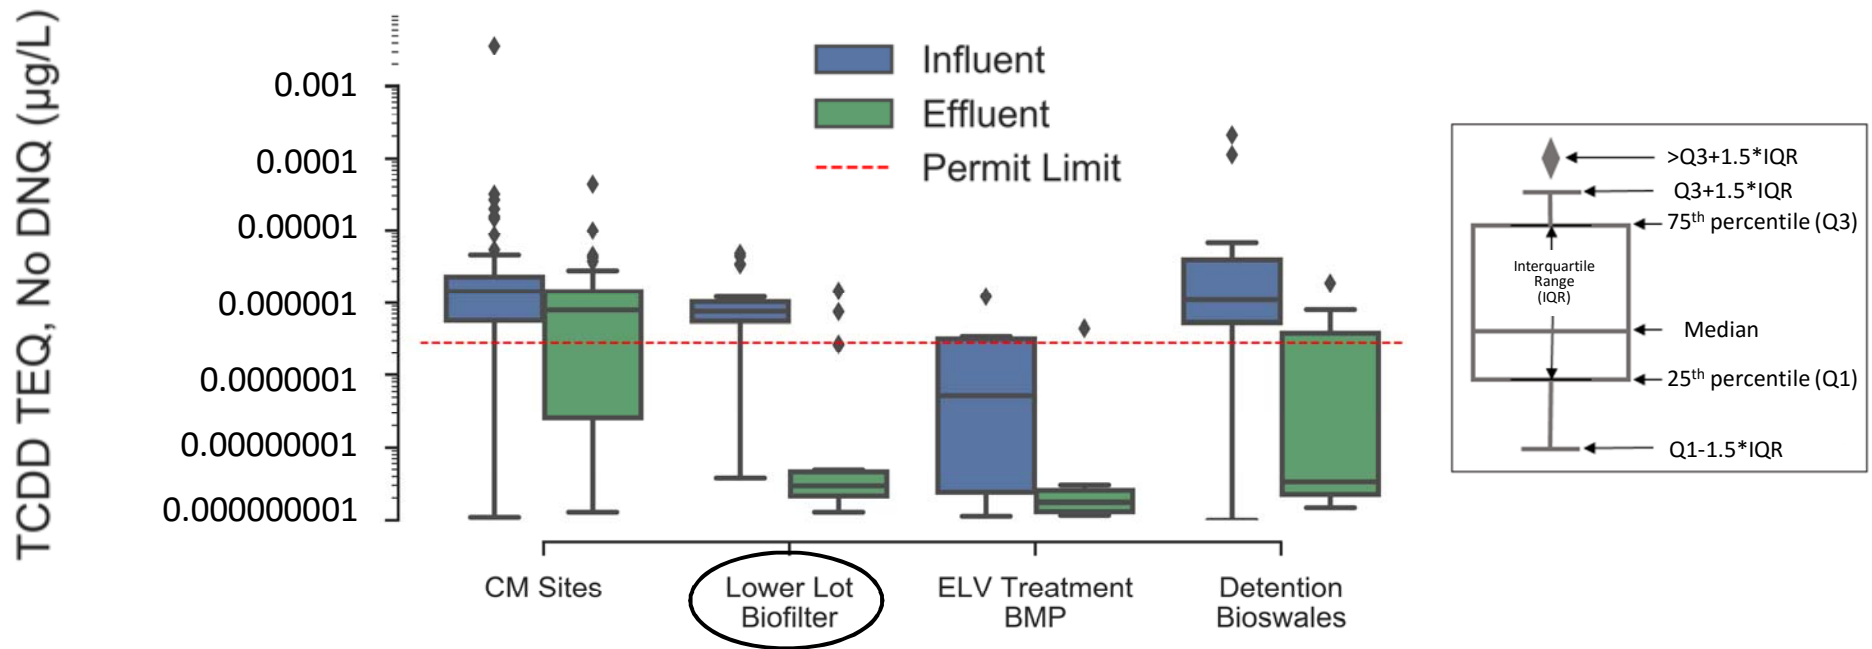 TCDD TEQ, No DNQ (µg/L)
0.001
0.0001
0.00001
0.000001
0.0000001
0.00000001
0.000000001
Influent
Effluent
Permit Limit
CM Sites
Lower Lot
Biofilter
ELV Treatment
BMP
Detention
Bioswales
>Q3+1.5*IQR
Q3+1.5*IQR
75th percentile (Q3)
Interquartile
Range
(IQR)
Median
25th percentile (Q1)
Q1-1.5*IQR